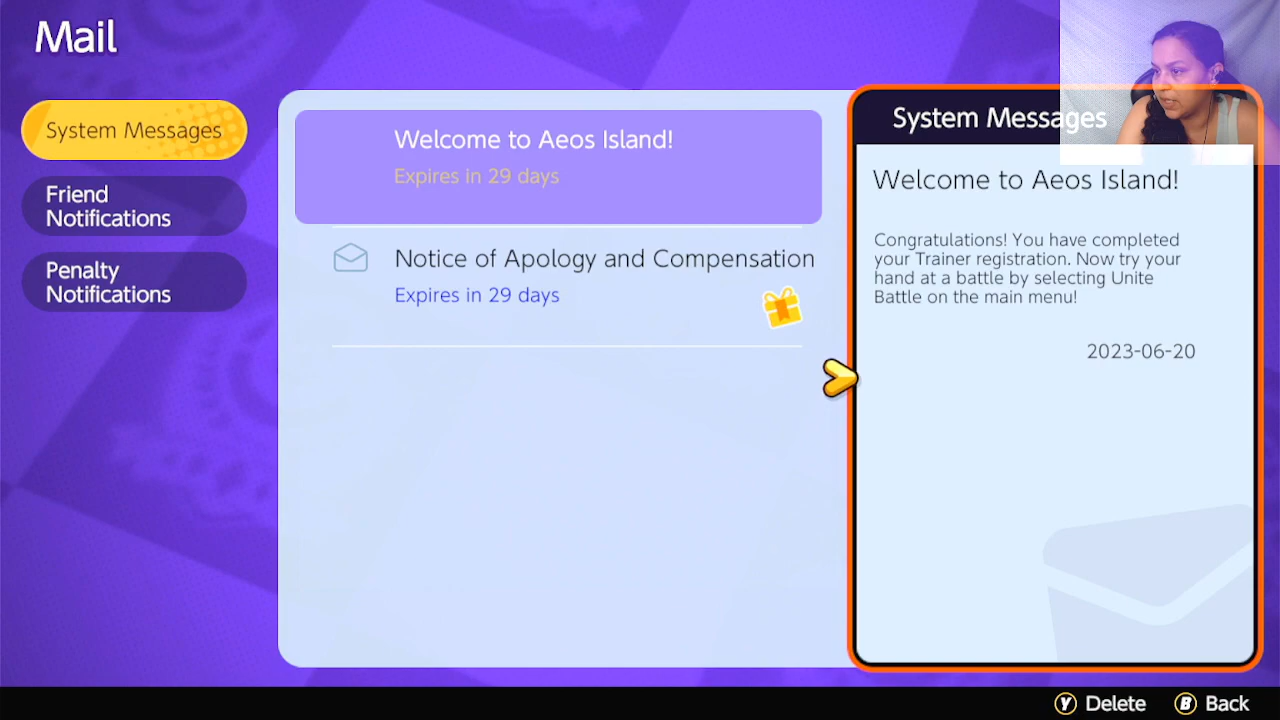 Mail
System Messages
Friend
Notifications
Penalty
Notifications
Welcome to Aeos Island!
Expires in 29 days
Notice of Apology and Compensation
Expires in 29 days
System Messages
Welcome to Aeos Island!
Congratulations! You have completed
your Trainer registration. Now try your
hand at a battle by selecting Unite
Battle on the main menu!
2023-06-20
Y Delete
B Back